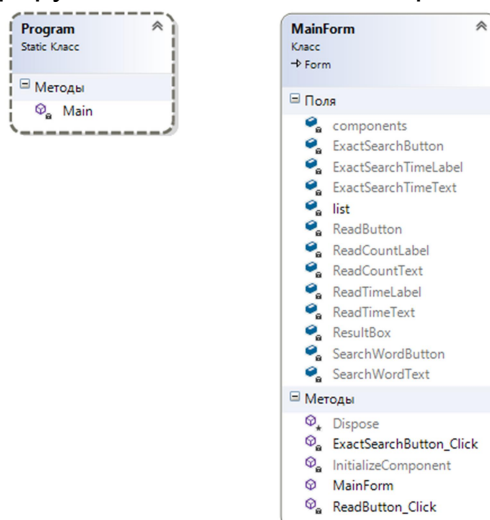 Program
Static Класс
Методы
Main
MainForm
Класс
Form
Поля
components
ExactSearchButton
ExactSearchTimeLabel
ExactSearchTimeText
list
ReadButton
ReadCountLabel
ReadCountText
ReadTimeLabel
ReadTimeText
ResultBox
SearchWordButton
SearchWordText
Методы
Dispose
ExactSearchButton_Click
InitializeComponent
MainForm
ReadButton_Click